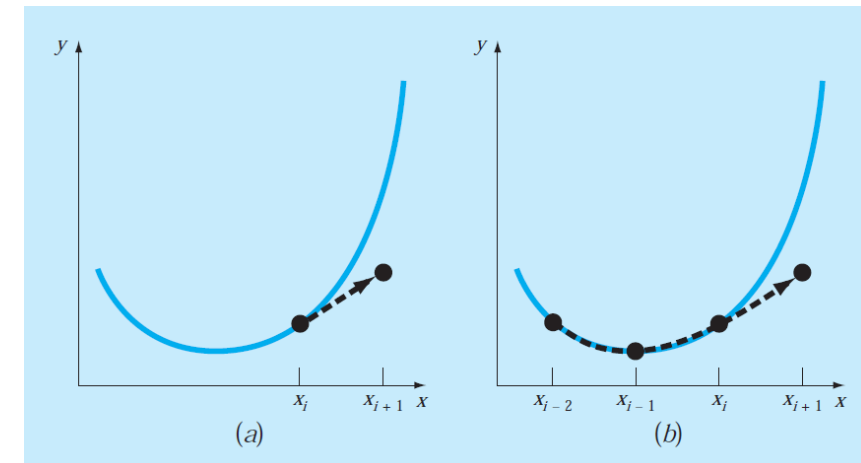 y
x_i x_{i + 1} x
(a)
y
x_{i − 2} x_{i − 1} x_i x_{i + 1} x
(b)